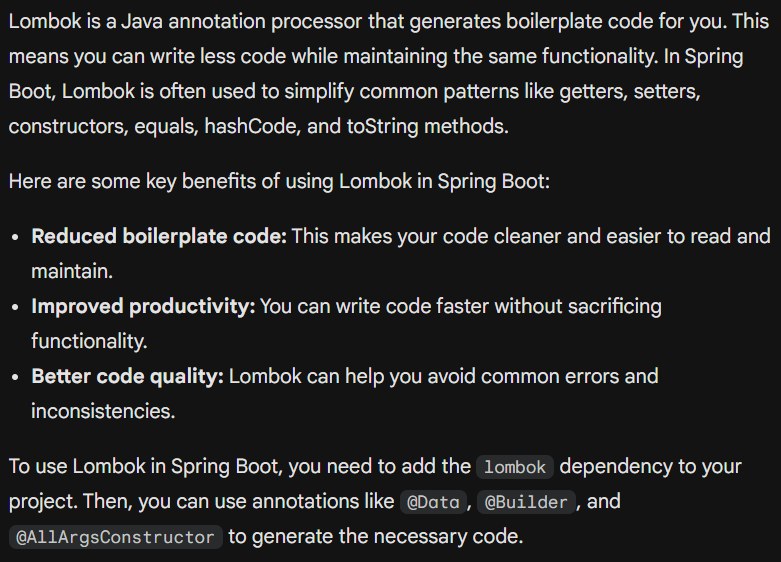 Lombok is a Java annotation processor that generates boilerplate code for you. This
means you can write less code while maintaining the same functionality. In Spring
Boot, Lombok is often used to simplify common patterns like getters, setters,
constructors, equals, hashCode, and toString methods.
Here are some key benefits of using Lombok in Spring Boot:
• Reduced boilerplate code: This makes your code cleaner and easier to read and
maintain.
• Improved productivity: You can write code faster without sacrificing
functionality.
• Better code quality: Lombok can help you avoid common errors and
inconsistencies.
To use Lombok in Spring Boot, you need to add the lombok dependency to your
project. Then, you can use annotations like @Data, @Builder, and
@AllArgsConstructor to generate the necessary code.